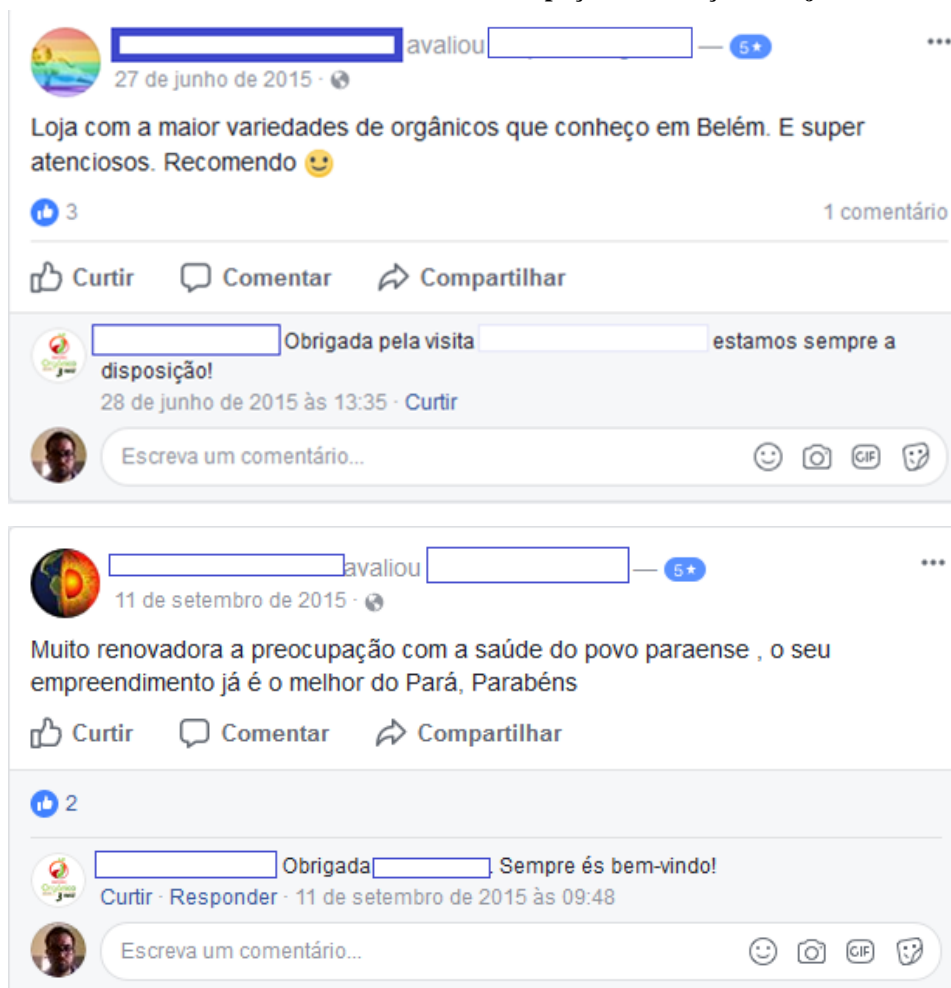 avaliou — 5★
27 de junho de 2015 ·
Loja com a maior variedades de orgânicos que conheço em Belém. E super
atenciosos. Recomendo
3 1 comentário
Curtir Comentar Compartilhar
Obrigada pela visita estamos sempre a
disposição!
28 de junho de 2015 às 13:35 · Curtir
Escreva um comentário... GIF
avaliou — 5★
11 de setembro de 2015 ·
Muito renovadora a preocupação com a saúde do povo paraense , o seu
empreendimento já é o melhor do Pará, Parabéns
Curtir Comentar Compartilhar
2
Obrigada . Sempre és bem-vindo!
Curtir · Responder · 11 de setembro de 2015 às 09:48
Escreva um comentário... GIF